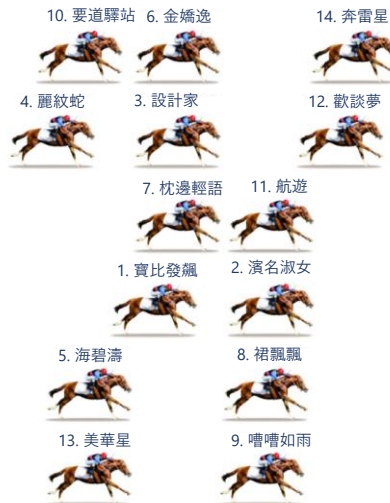 10. 要道驛站 6. 金嬌逸 14. 奔雷星
4. 麗紋蛇 3. 設計家 12. 歡談夢
7. 枕邊輕語 11. 航遊
1. 寶比發飆 2. 濱名淑女
5. 海碧濤 8. 裙飄飄
13. 美華星 9. 嘈嘈如雨